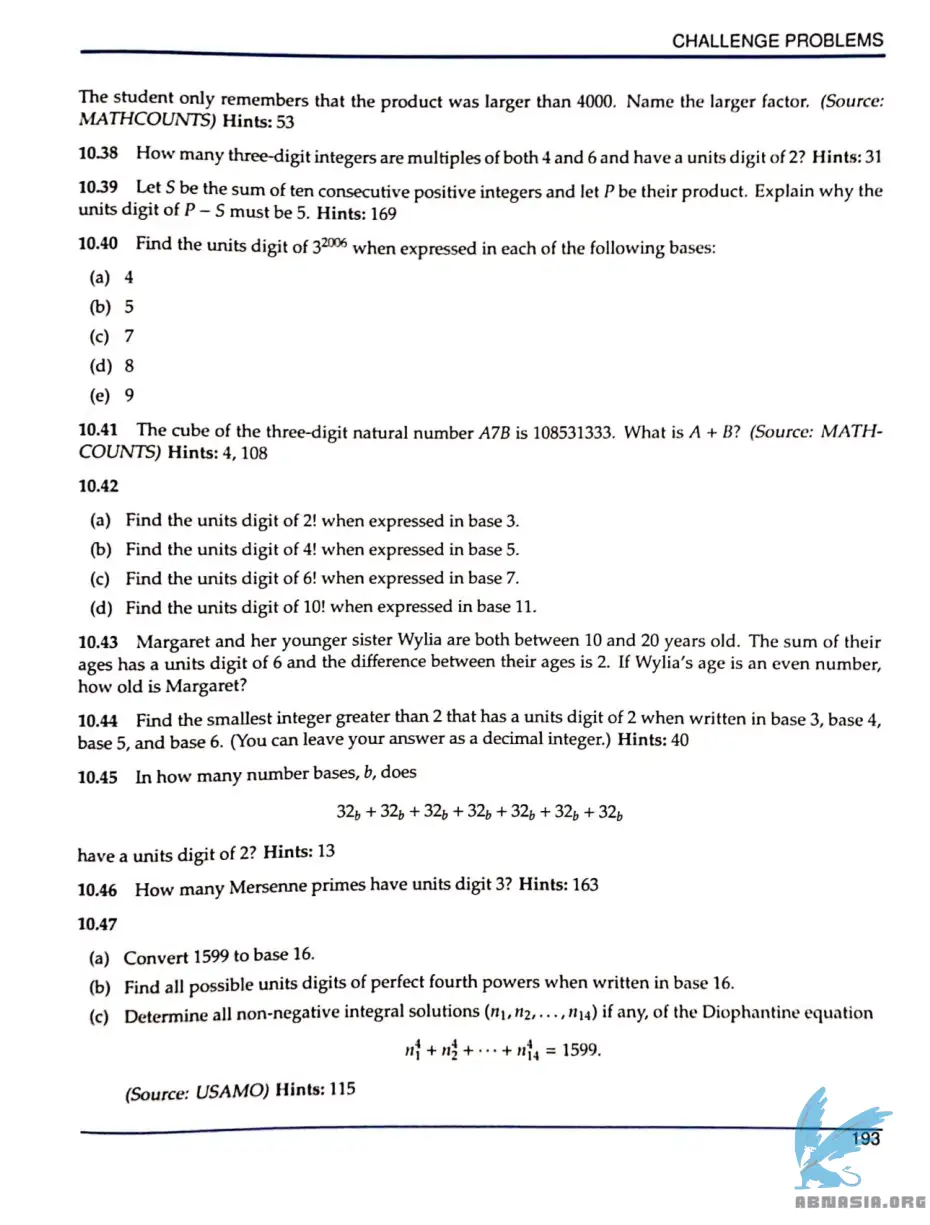 CHALLENGE PROBLEMS
The student only remembers that the product was larger than 4000. Name the larger factor. (Source:
MATHCOUNTS) Hints: 53
10.38 How many three-digit integers are multiples of both 4 and 6 and have a units digit of 2? Hints: 31
10.39 Let S be the sum of ten consecutive positive integers and let P be their product. Explain why the
units digit of P − S must be 5. Hints: 169
10.40 Find the units digit of 3²⁰⁰⁶ when expressed in each of the following bases:
(a) 4
(b) 5
(c) 7
(d) 8
(e) 9
10.41 The cube of the three-digit natural number A7B is 108531333. What is A + B? (Source: MATH-
COUNTS) Hints: 4, 108
10.42
(a) Find the units digit of 2! when expressed in base 3.
(b) Find the units digit of 4! when expressed in base 5.
(c) Find the units digit of 6! when expressed in base 7.
(d) Find the units digit of 10! when expressed in base 11.
10.43 Margaret and her younger sister Wylia are both between 10 and 20 years old. The sum of their
ages has a units digit of 6 and the difference between their ages is 2. If Wylia's age is an even number,
how old is Margaret?
10.44 Find the smallest integer greater than 2 that has a units digit of 2 when written in base 3, base 4,
base 5, and base 6. (You can leave your answer as a decimal integer.) Hints: 40
10.45 In how many number bases, b, does
32_b + 32_b + 32_b + 32_b + 32_b + 32_b + 32_b
have a units digit of 2? Hints: 13
10.46 How many Mersenne primes have units digit 3? Hints: 163
10.47
(a) Convert 1599 to base 16.
(b) Find all possible units digits of perfect fourth powers when written in base 16.
(c) Determine all non-negative integral solutions (n₁, n₂, . . . , n₁₄) if any, of the Diophantine equation
n₁⁴ + n₂⁴ + · · · + n₁₄⁴ = 1599.
(Source: USAMO) Hints: 115
193
ABNASIA.ORG